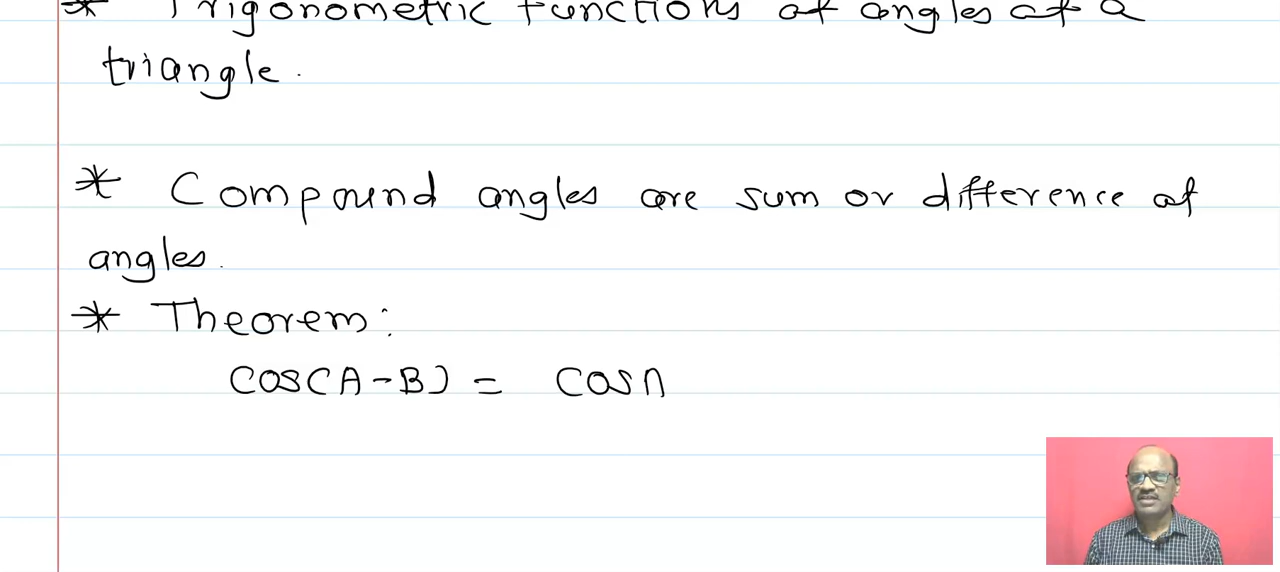 * Trigonometric functions of angles of a
triangle.
* Compound angles are sum or difference of
angles.
* Theorem:
cos(A-B) = cos